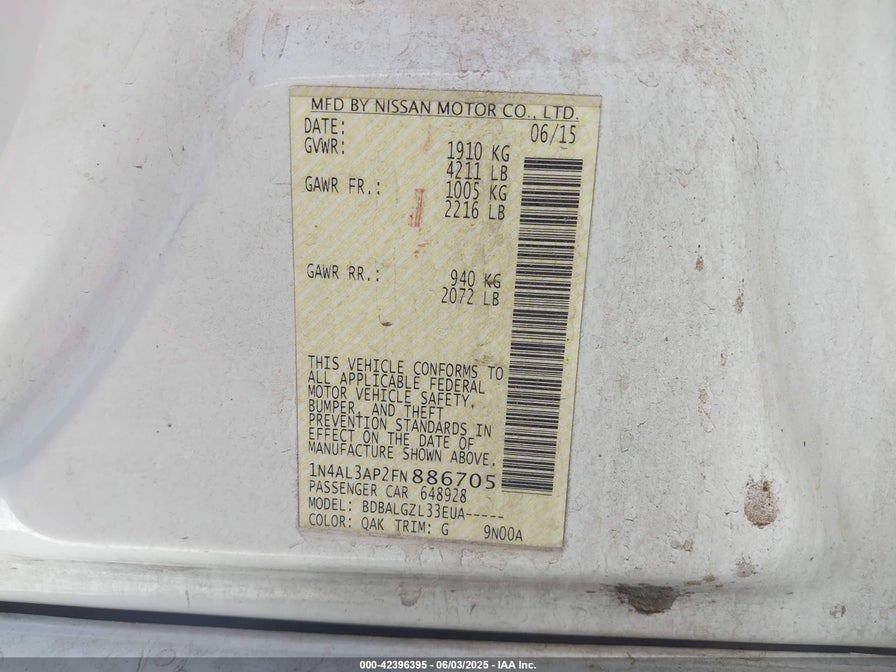 MFD BY NISSAN MOTOR CO., LTD.
DATE: 06/15
GVWR: 1910 KG
4211 LB
GAWR FR.: 1005 KG
2216 LB
GAWR RR.: 940 KG
2072 LB
THIS VEHICLE CONFORMS TO
ALL APPLICABLE FEDERAL
MOTOR VEHICLE SAFETY,
BUMPER, AND THEFT
PREVENTION STANDARDS IN
EFFECT ON THE DATE OF
MANUFACTURE SHOWN ABOVE.
1N4AL3AP2FN886705
PASSENGER CAR 648928
MODEL: BDBALGZL33EUA-----
COLOR: QAK TRIM: G 9N00A
000-42396395 - 06/03/2025 - IAA Inc.